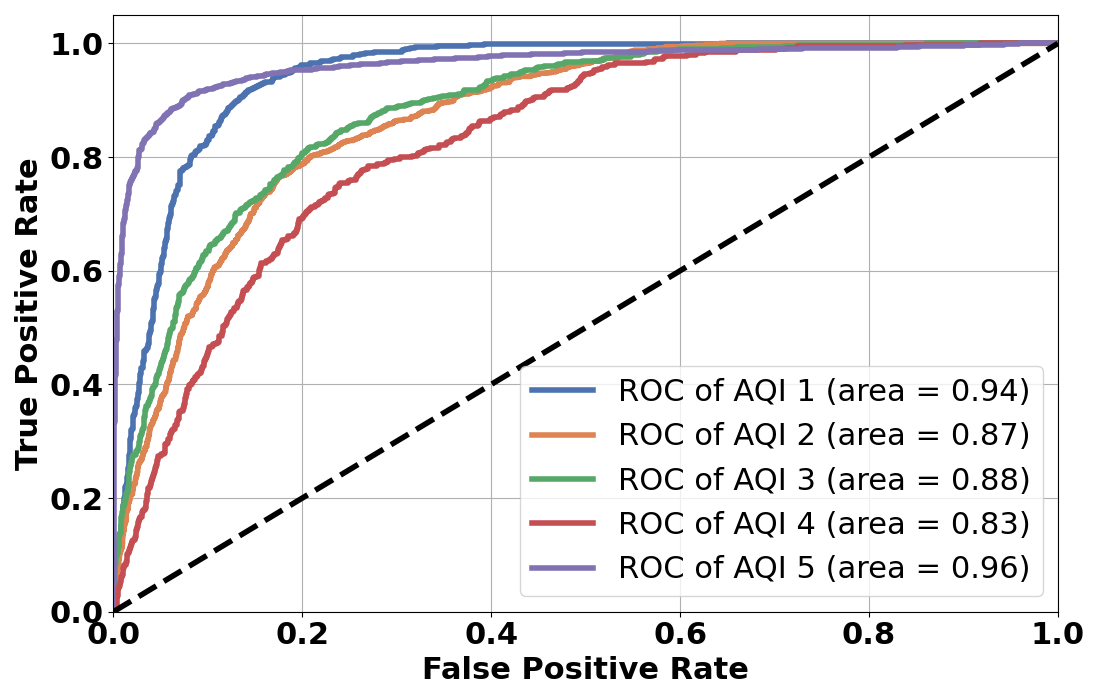 True Positive Rate
1.0
0.8
0.6
0.4
0.2
0.0
ROC of AQI 1 (area = 0.94)
ROC of AQI 2 (area = 0.87)
ROC of AQI 3 (area = 0.88)
ROC of AQI 4 (area = 0.83)
ROC of AQI 5 (area = 0.96)
0.0 0.2 0.4 0.6 0.8 1.0
False Positive Rate